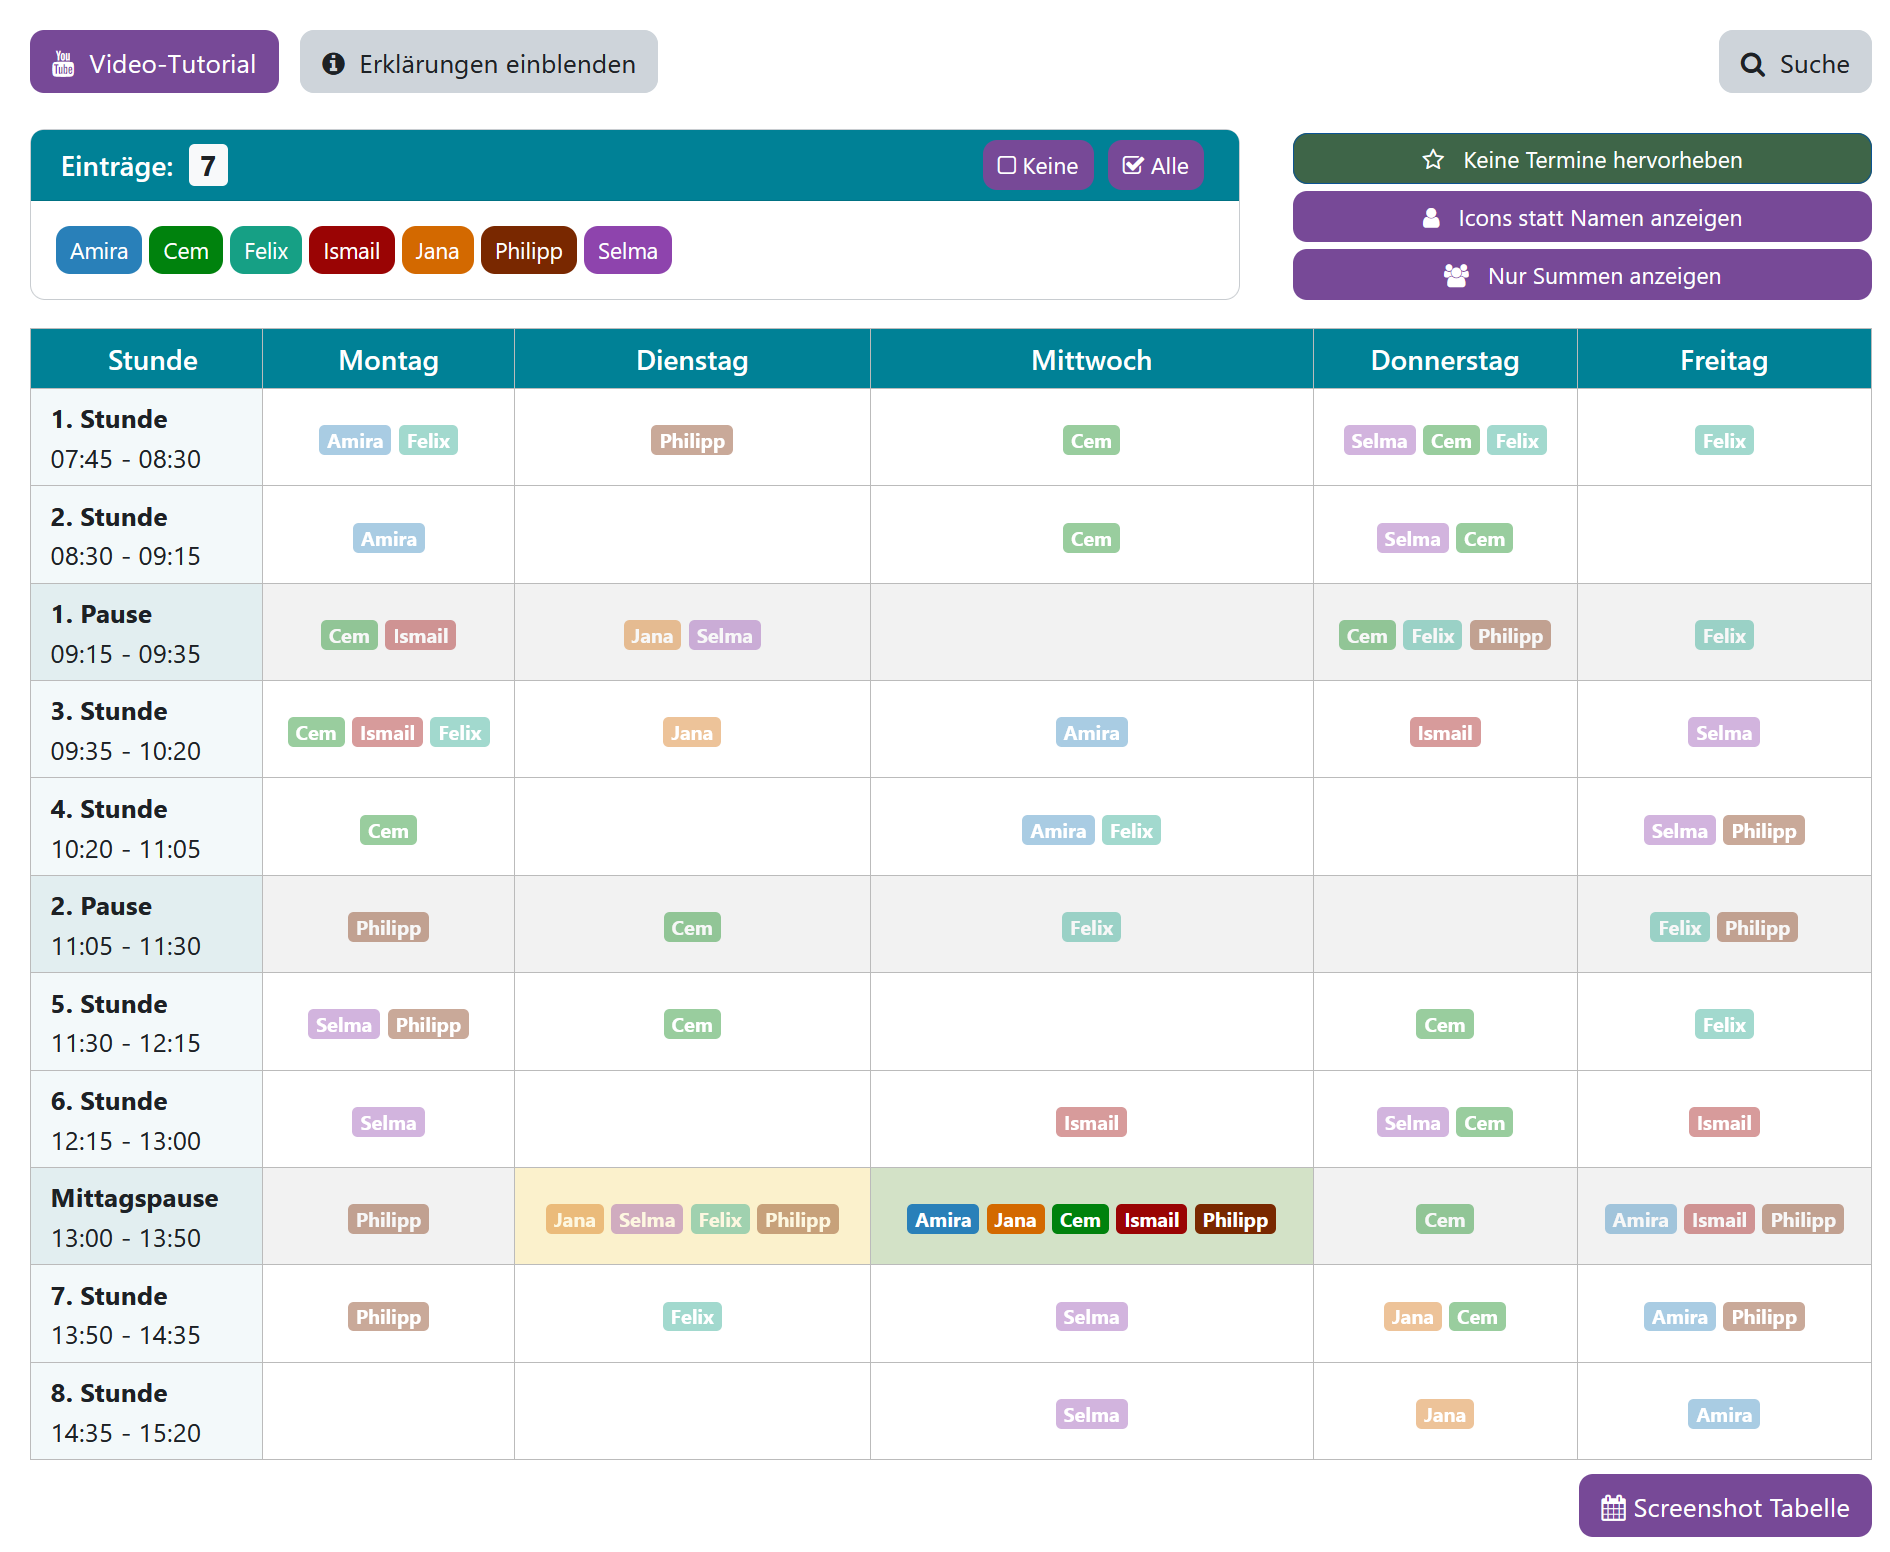 You Tube Video-Tutorial
Erklärungen einblenden
Suche
Einträge: 7
Keine
Alle
Amira Cem Felix Ismail Jana Philipp Selma
Keine Termine hervorheben
Icons statt Namen anzeigen
Nur Summen anzeigen
Stunde Montag Dienstag Mittwoch Donnerstag Freitag
1. Stunde
07:45 - 08:30
Amira Felix
Philipp
Cem
Selma Cem Felix
Felix
2. Stunde
08:30 - 09:15
Amira
Cem
Selma Cem
1. Pause
09:15 - 09:35
Cem Ismail
Jana Selma
Cem Felix Philipp
Felix
3. Stunde
09:35 - 10:20
Cem Ismail Felix
Jana
Amira
Ismail
Selma
4. Stunde
10:20 - 11:05
Cem
Amira Felix
Selma Philipp
2. Pause
11:05 - 11:30
Philipp
Cem
Felix
Felix Philipp
5. Stunde
11:30 - 12:15
Selma Philipp
Cem
Cem
Felix
6. Stunde
12:15 - 13:00
Selma
Ismail
Selma Cem
Ismail
Mittagspause
13:00 - 13:50
Philipp
Jana Selma Felix Philipp
Amira Jana Cem Ismail Philipp
Cem
Amira Ismail Philipp
7. Stunde
13:50 - 14:35
Philipp
Felix
Selma
Jana Cem
Amira Philipp
8. Stunde
14:35 - 15:20
Selma
Jana
Amira
Screenshot Tabelle